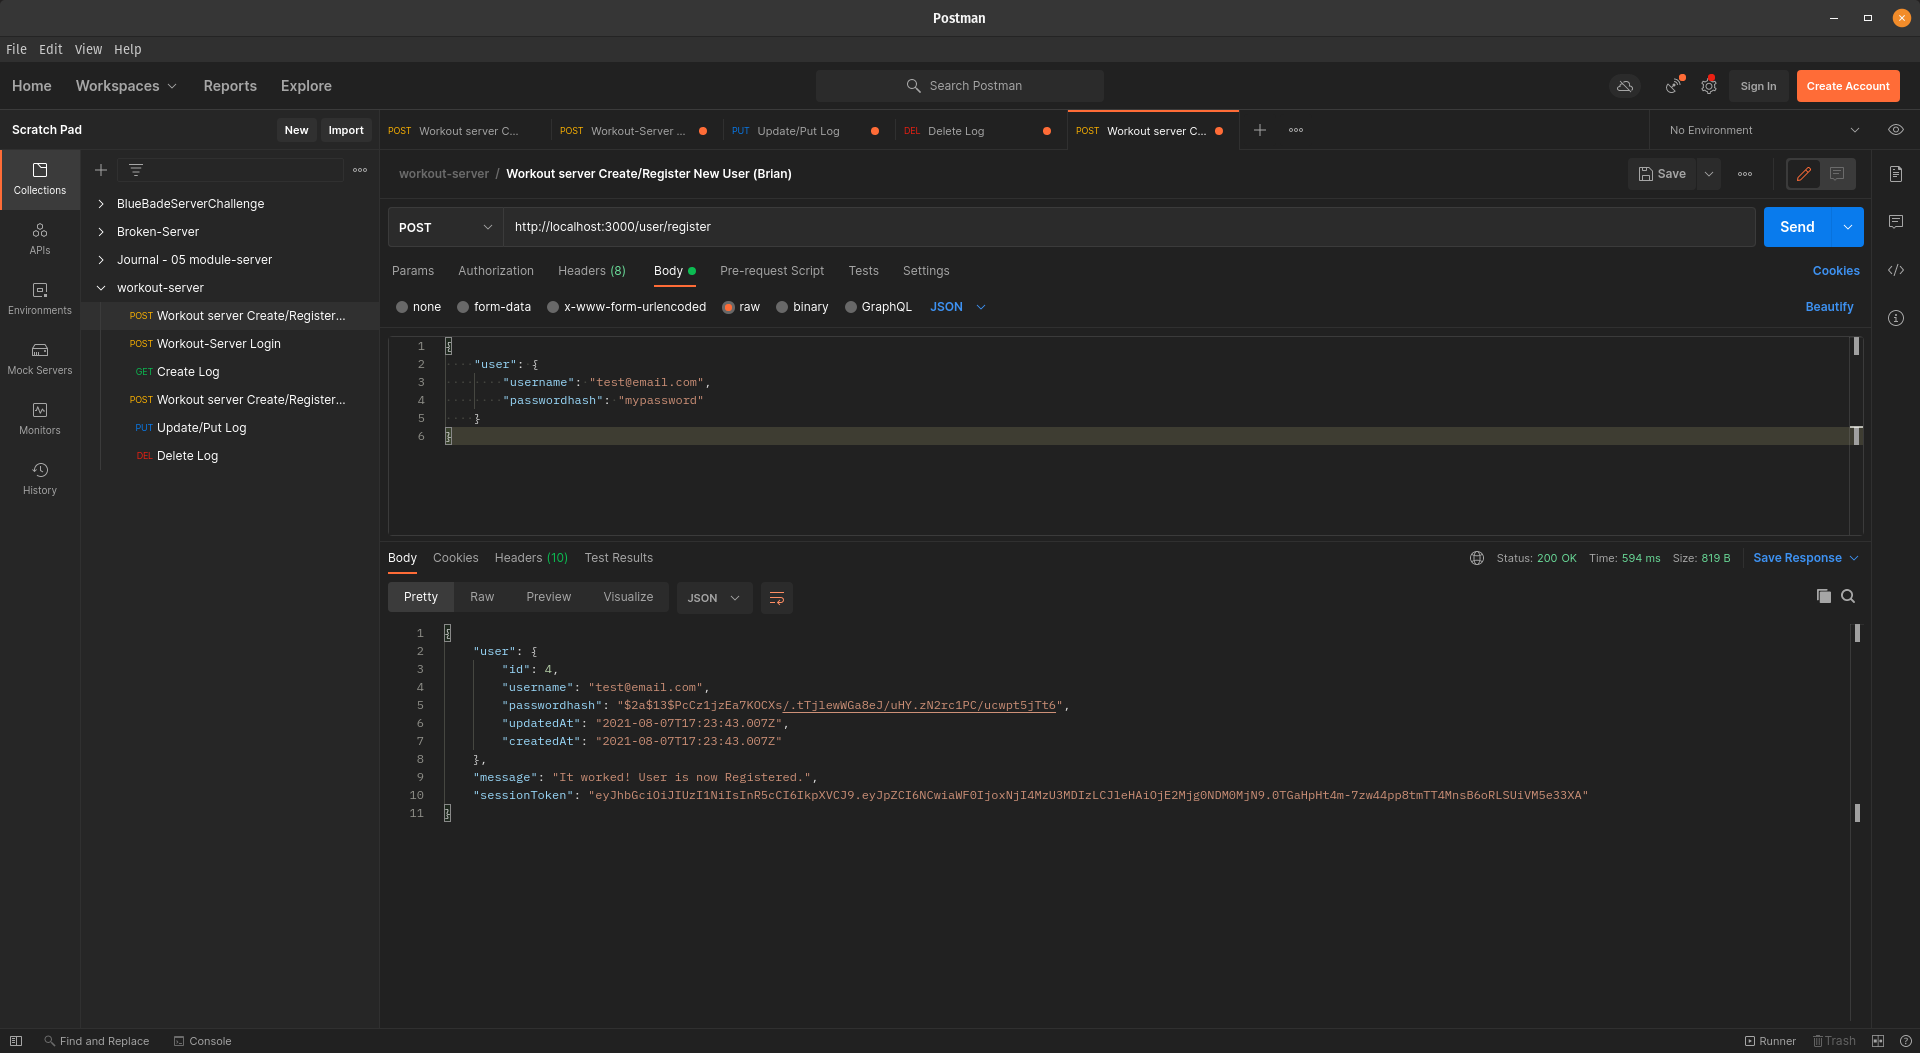 Postman
File Edit View Help
Home Workspaces Reports Explore Search Postman Sign In Create Account
Scratch Pad New Import
POST Workout server C... POST Workout-Server ... PUT Update/Put Log DEL Delete Log POST Workout server C... No Environment
Collections
APIs
Environments
Mock Servers
Monitors
History
BlueBadeServerChallenge
Broken-Server
Journal - 05 module-server
workout-server
POST Workout server Create/Register...
POST Workout-Server Login
GET Create Log
POST Workout server Create/Register...
PUT Update/Put Log
DEL Delete Log
workout-server / Workout server Create/Register New User (Brian) Save
POST http://localhost:3000/user/register Send
Params Authorization Headers (8) Body Pre-request Script Tests Settings Cookies
none form-data x-www-form-urlencoded raw binary GraphQL JSON Beautify
1 {
2 "user": {
3 "username": "test@email.com",
4 "passwordhash": "mypassword"
5 }
6 }
Body Cookies Headers (10) Test Results Status: 200 OK Time: 594 ms Size: 819 B Save Response
Pretty Raw Preview Visualize JSON
1 {
2 "user": {
3 "id": 4,
4 "username": "test@email.com",
5 "passwordhash": "$2a$13$PcCz1jzEa7KOCXs/.tTjlewWGa8eJ/uHY.zN2rc1PC/ucwpt5jTt6",
6 "updatedAt": "2021-08-07T17:23:43.007Z",
7 "createdAt": "2021-08-07T17:23:43.007Z"
8 },
9 "message": "It worked! User is now Registered.",
10 "sessionToken": "eyJhbGciOiJIUzI1NiIsInR5cCI6IkpXVCJ9.eyJpZCI6NCwiaWF0IjoxNjI4MzU3MDIzLCJleHAiOjE2Mjg0NDM0MjN9.0TGaHpHt4m-7zw44pp8tmTT4MnsB6oRLSUiVM5e33XA"
11 }
Find and Replace Console Runner Trash